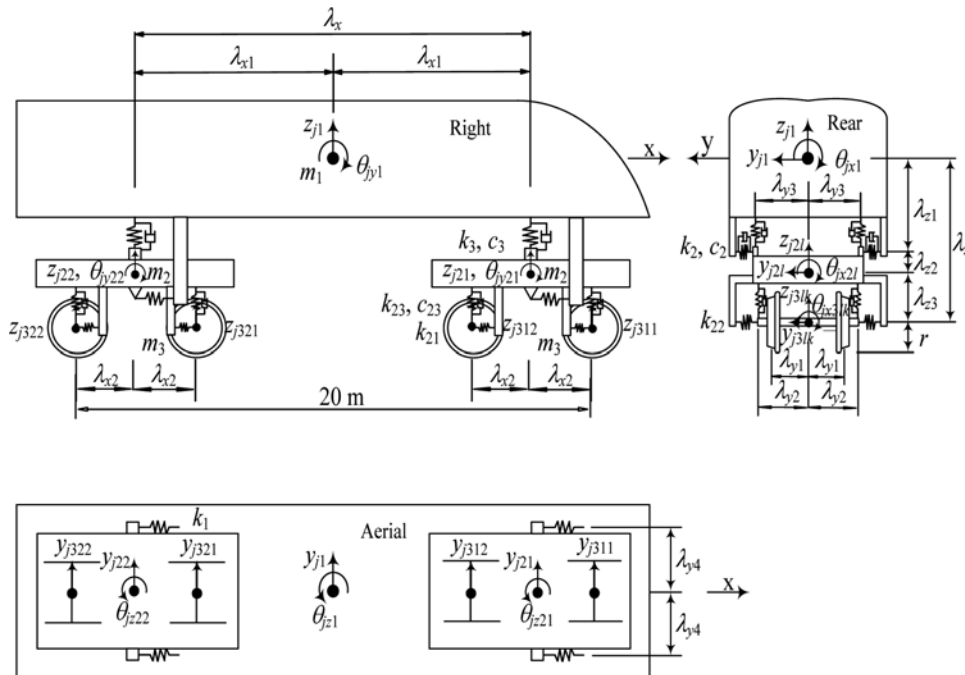 λx
λx1 λx1
zj1 Right
m1 θjy1
x y
zj1 Rear
yj1 θjx1
λy3 λy3
λz1
k3, c3
k2, c2
zj2l
λz2
zj22, θjy22 m2
zj21, θjy21 m2
yj2l θjx2l
zj3lk
θjx3lk
λz3
k23, c23
k21
zj322 zj321
zj312 zj311
k22
yj3lk
r
m3 m3
λx2 λx2
λx2 λx2
λy1 λy1
λy2 λy2
20 m
k1 Aerial
yj322 yj22 yj321
yj1
yj312 yj21 yj311
λy4
x
θjz22 θjz1 θjz21
λy4